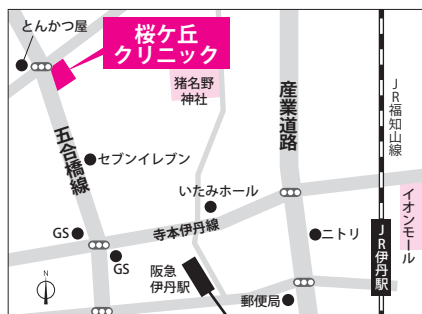 とんかつ屋
桜ケ丘
クリニック
猪名野
神社
産業道路
JR福知山線
五合橋線
セブンイレブン
いたみホール
イオンモール
寺本伊丹線
GS
GS
ニトリ
JR伊丹駅
阪急
伊丹駅
郵便局
N